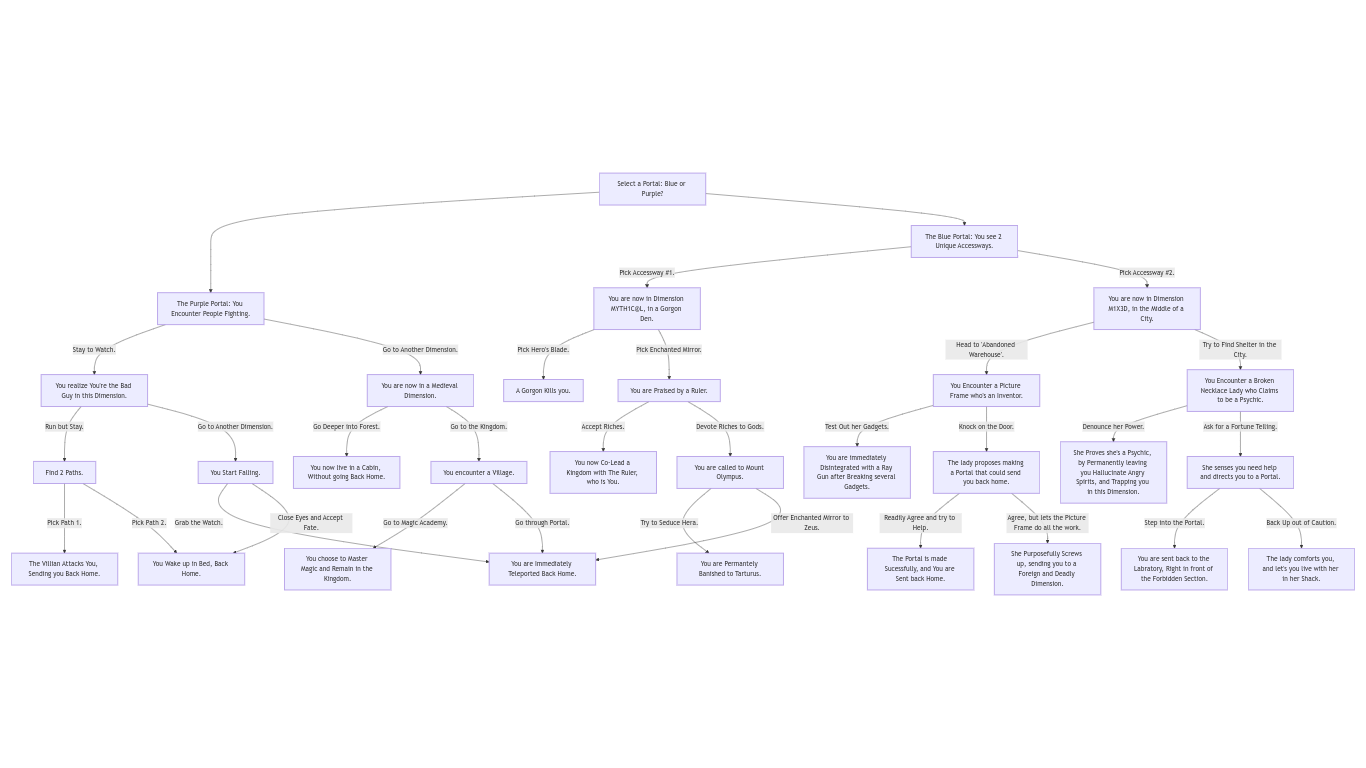 Select a Portal: Blue or
Purple?
The Blue Portal: You see 2
Unique Accessways.
Pick Accessway #1.
Pick Accessway #2.
The Purple Portal: You
Encounter People Fighting.
You are now in Dimension
MYTH1C@L, in a Gorgon
Den.
You are now in Dimension
M1X3D, in the Middle of a
City.
Stay to Watch.
Go to Another Dimension.
Pick Hero's Blade.
Pick Enchanted Mirror.
Head to 'Abandoned
Warehouse'.
Try to Find Shelter in the
City.
You realize You're the Bad
Guy in this Dimension.
You are now in a Medieval
Dimension.
A Gorgon Kills you.
You are Praised by a Ruler.
You Encounter a Picture
Frame who's an Inventor.
You Encounter a Broken
Necklace Lady who Claims
to be a Psychic.
Run but Stay.
Go to Another Dimension.
Go Deeper into Forest.
Go to the Kingdom.
Accept Riches.
Devote Riches to Gods.
Test Out her Gadgets.
Knock on the Door.
Denounce her Power.
Ask for a Fortune Telling.
Find 2 Paths.
You Start Falling.
You now live in a Cabin,
Without going Back Home.
You encounter a Village.
You now Co-Lead a
Kingdom with The Ruler,
who is You.
You are called to Mount
Olympus.
You are Immediately
Disintegrated with a Ray
Gun after Breaking several
Gadgets.
The lady proposes making
a Portal that could send
you back home.
She Proves she's a Psychic,
by Permanently leaving
you Hallucinate Angry
Spirits, and Trapping you
in this Dimension.
She senses you need help
and directs you to a Portal.
Pick Path 1.
Pick Path 2.
Grab the Watch.
Close Eyes and Accept
Fate.
Go to Magic Academy.
Go through Portal.
Try to Seduce Hera.
Offer Enchanted Mirror to
Zeus.
Readily Agree and try to
Help.
Agree, but lets the Picture
Frame do all the work.
Step into the Portal.
Back Up out of Caution.
The Villian Attacks You,
Sending you Back Home.
You Wake up in Bed, Back
Home.
You choose to Master
Magic and Remain in the
Kingdom.
You are Immediately
Teleported Back Home.
You are Permantely
Banished to Tarturus.
The Portal is made
Sucessfully, and You are
Sent back Home.
She Purposefully Screws
up, sending you to a
Foreign and Deadly
Dimension.
You are sent back to the
Labratory, Right in front of
the Forbidden Section.
The lady comforts you,
and let's you live with her
in her Shack.